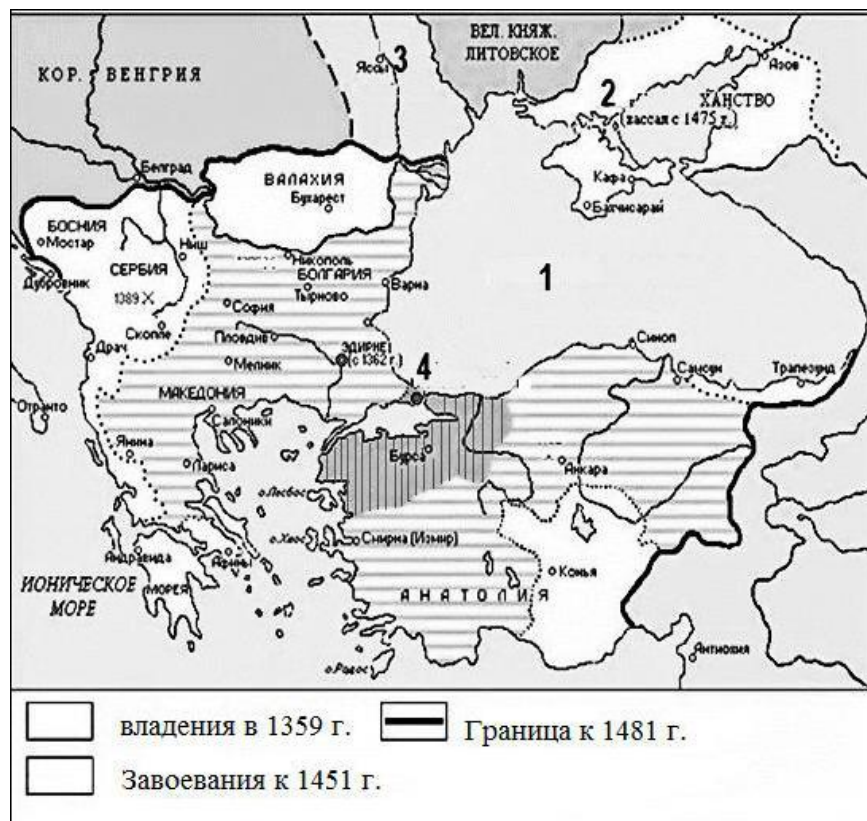 ВЕЛ. КНЯЖ.
ЛИТОВСКОЕ
КОР. ВЕНГРИЯ
Яссы
3
Азов
2
ХАНСТВО
(вассал с 1475 г.)
Белград
ВАЛАХИЯ
Бухарест
Кафа
Бахчисарай
БОСНИЯ
Мостар
Ниш
Никополь
СЕРБИЯ
БОЛГАРИЯ
Тырново
Варна
1
Дубровник
1389 X
София
Скопле
Пловдив
ЭДИРНЕ
(с 1362 г.)
Синоп
Драч
Мелник
4
Самсун
Трапезунд
МАКЕДОНИЯ
Отранто
Салоники
Янина
Бурса
Анкара
Лариса
о.Лесбос
о.Хиос
Смирна (Измир)
Андравида
Афины
Конья
ИОНИЧЕСКОЕ
МОРЕ
МОРЕЯ
АНАТОЛИЯ
о.Родос
Антиохия
владения в 1359 г.
Граница к 1481 г.
Завоевания к 1451 г.